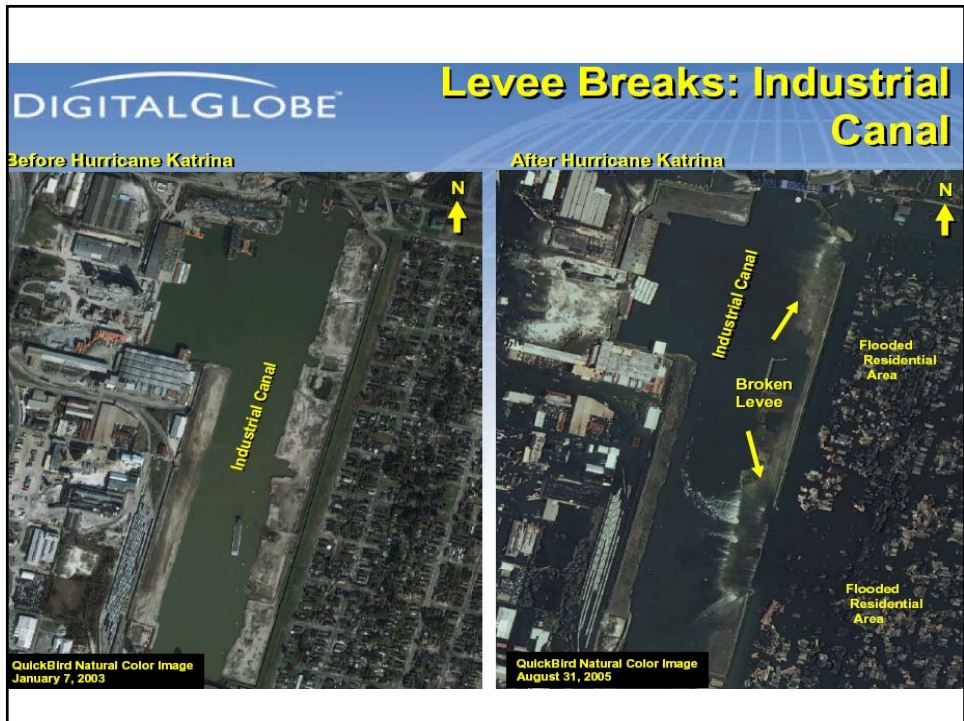 DIGITALGLOBE™
Levee Breaks: Industrial
Canal
Before Hurricane Katrina
N
Industrial Canal
QuickBird Natural Color Image
January 7, 2003
After Hurricane Katrina
N
Industrial Canal
Broken
Levee
Flooded
Residential
Area
Flooded
Residential
Area
QuickBird Natural Color Image
August 31, 2005